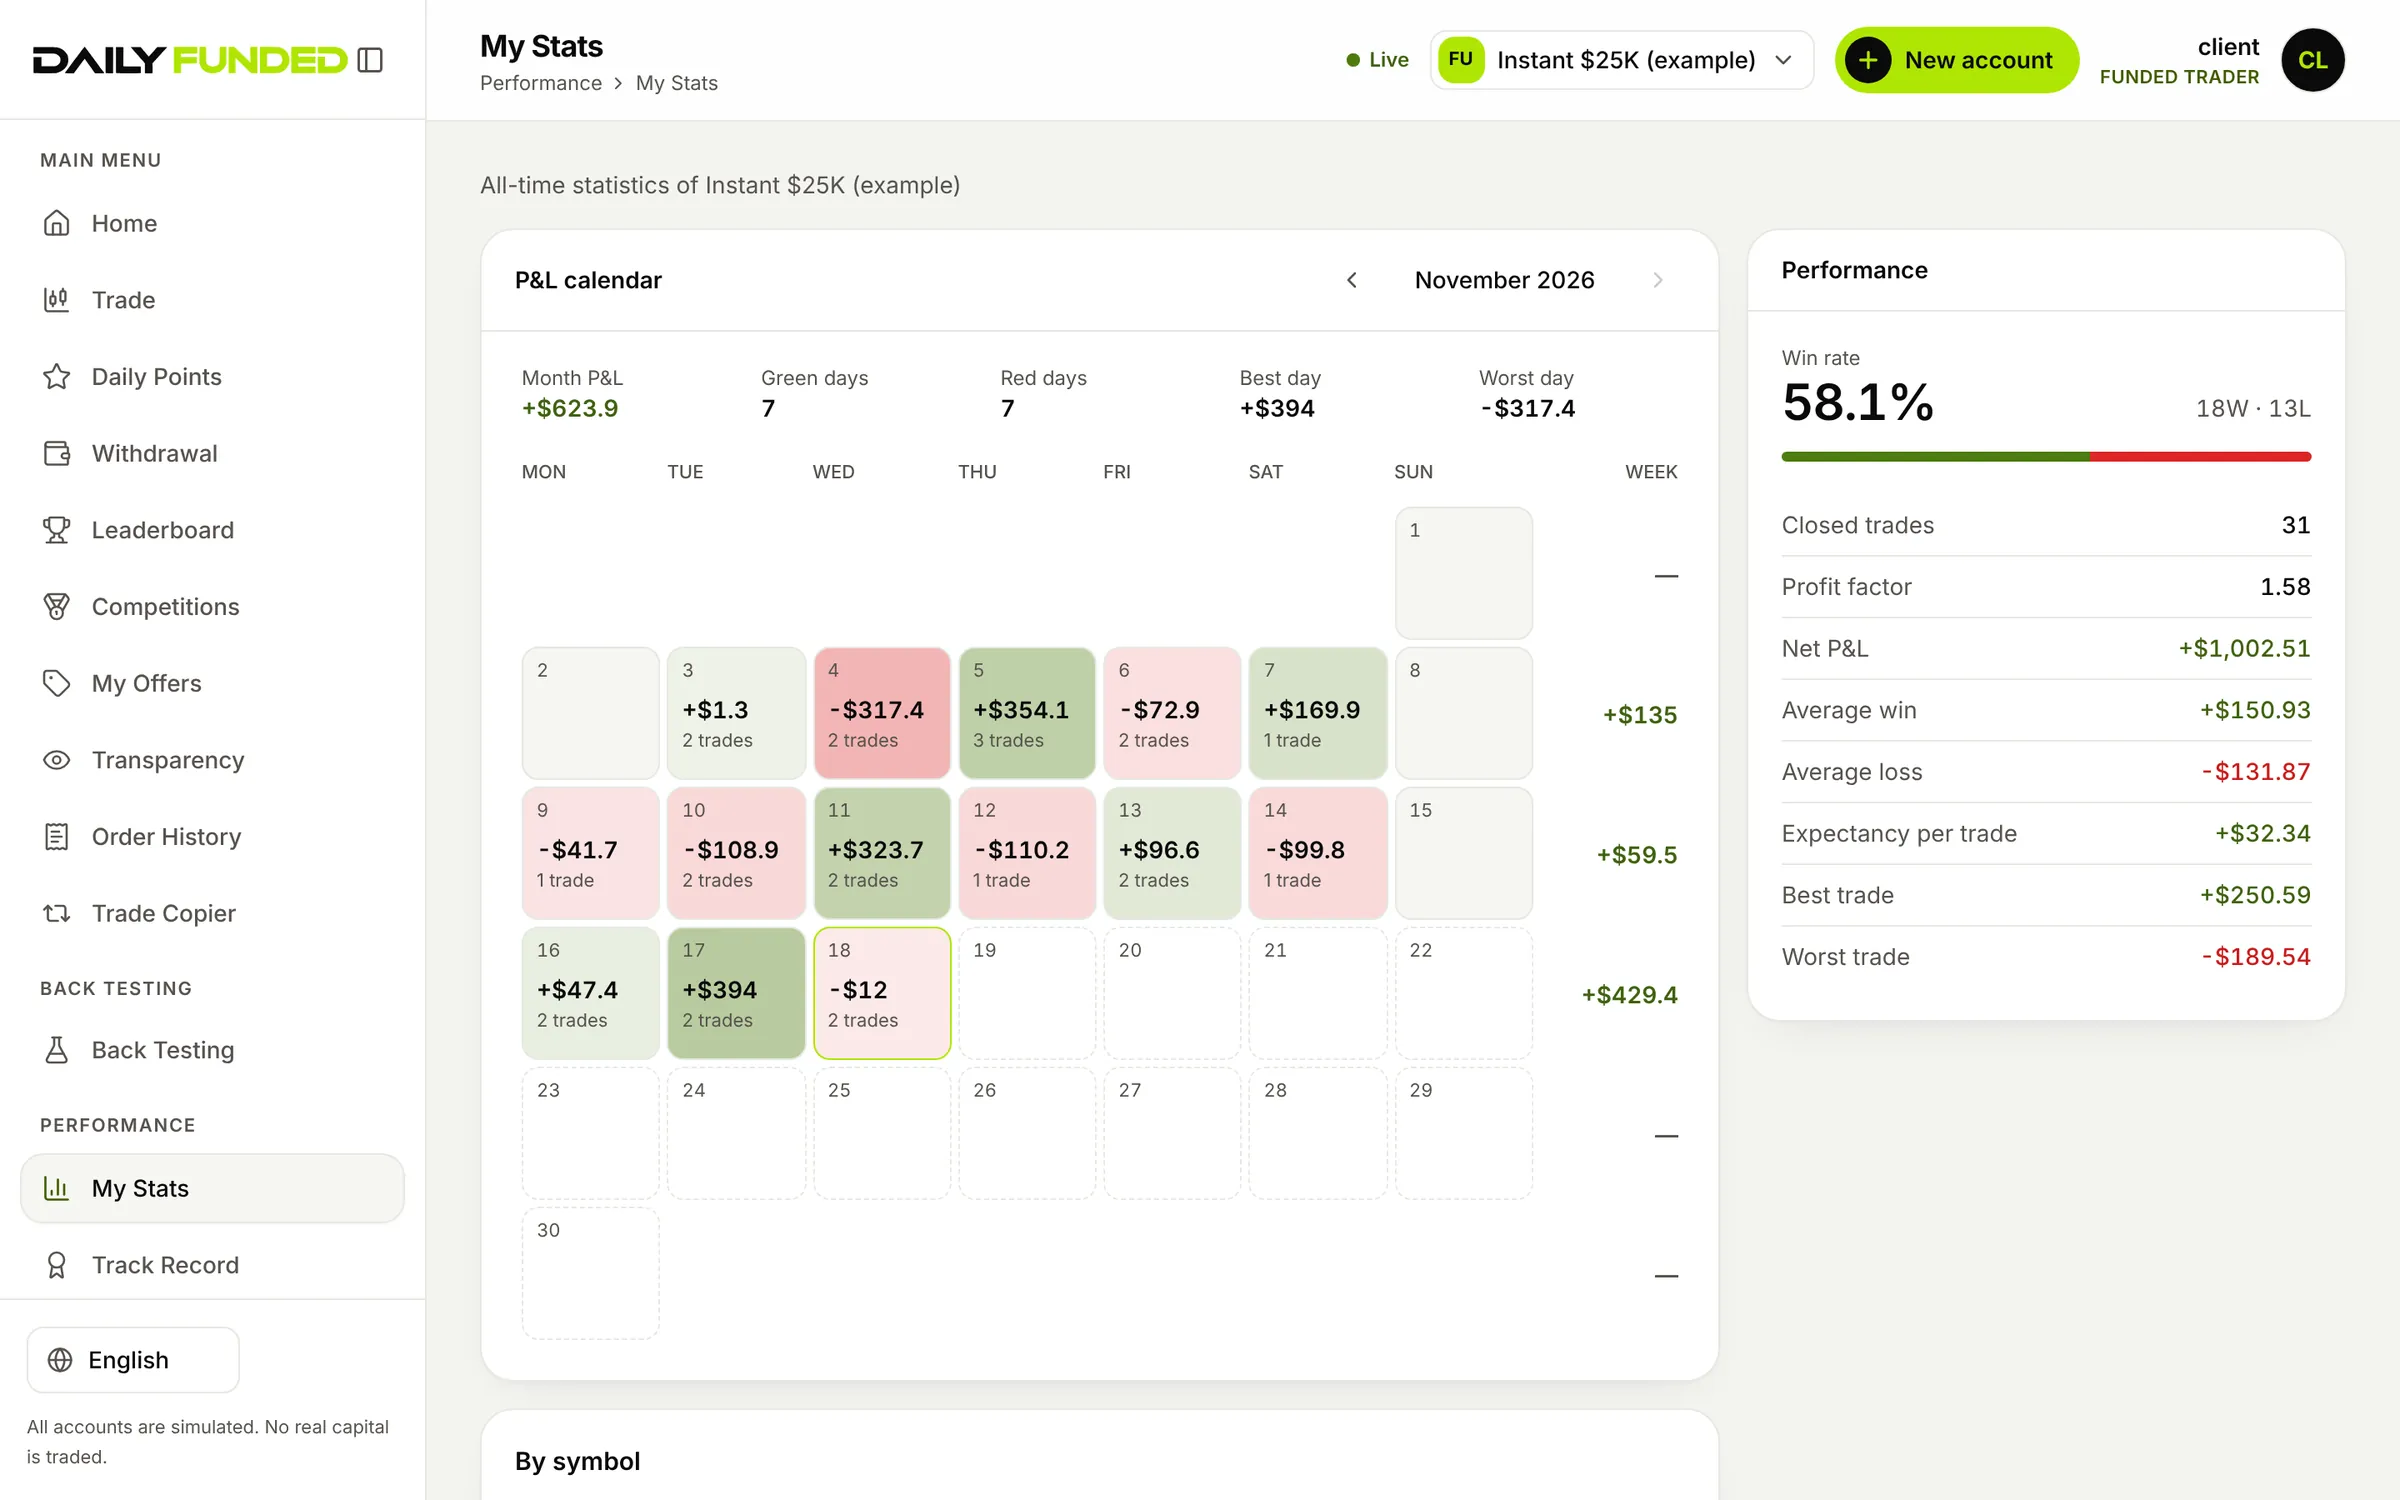 DAILY FUNDED
MAIN MENU
Home
Trade
Daily Points
Withdrawal
Leaderboard
Competitions
My Offers
Transparency
Order History
Trade Copier
BACK TESTING
Back Testing
PERFORMANCE
My Stats
Track Record
English
All accounts are simulated. No real capital
is traded.
My Stats
Performance > My Stats
Live
FU Instant $25K (example)
New account
client
FUNDED TRADER
CL
All-time statistics of Instant $25K (example)
P&L calendar
November 2026
Month P&L Green days Red days Best day Worst day
+$623.9 7 7 +$394 -$317.4
MON TUE WED THU FRI SAT SUN WEEK
1
—
2 3 4 5 6 7 8
+$1.3 -$317.4 +$354.1 -$72.9 +$169.9 +$135
2 trades 2 trades 3 trades 2 trades 1 trade
9 10 11 12 13 14 15
-$41.7 -$108.9 +$323.7 -$110.2 +$96.6 -$99.8 +$59.5
1 trade 2 trades 2 trades 1 trade 2 trades 1 trade
16 17 18 19 20 21 22
+$47.4 +$394 -$12 +$429.4
2 trades 2 trades 2 trades
23 24 25 26 27 28 29
—
30
—
By symbol
Performance
Win rate
58.1% 18W · 13L
Closed trades 31
Profit factor 1.58
Net P&L +$1,002.51
Average win +$150.93
Average loss -$131.87
Expectancy per trade +$32.34
Best trade +$250.59
Worst trade -$189.54